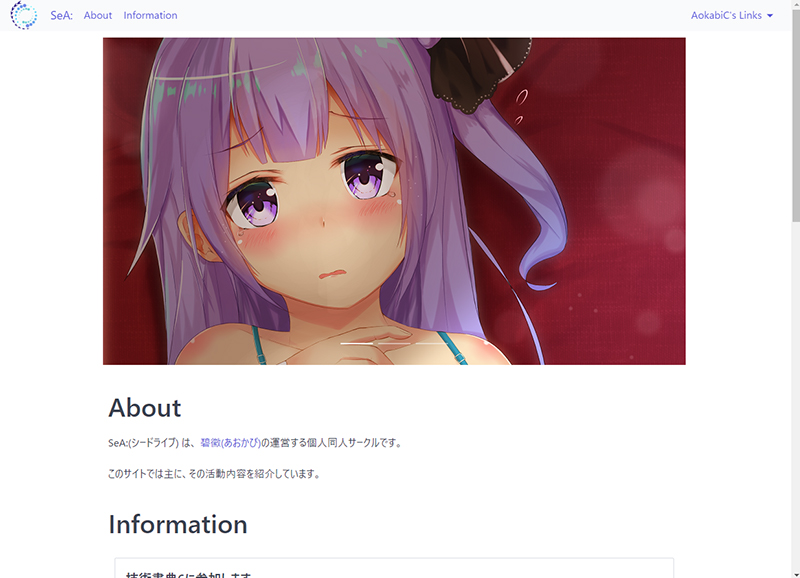 SeA: About Information AokabiC's Links
About
SeA:(シードライブ) は、 碧黴(あおかび)の運営する個人同人サークルです。
このサイトでは主に、その活動内容を紹介しています。
Information
技術書典6に参加します